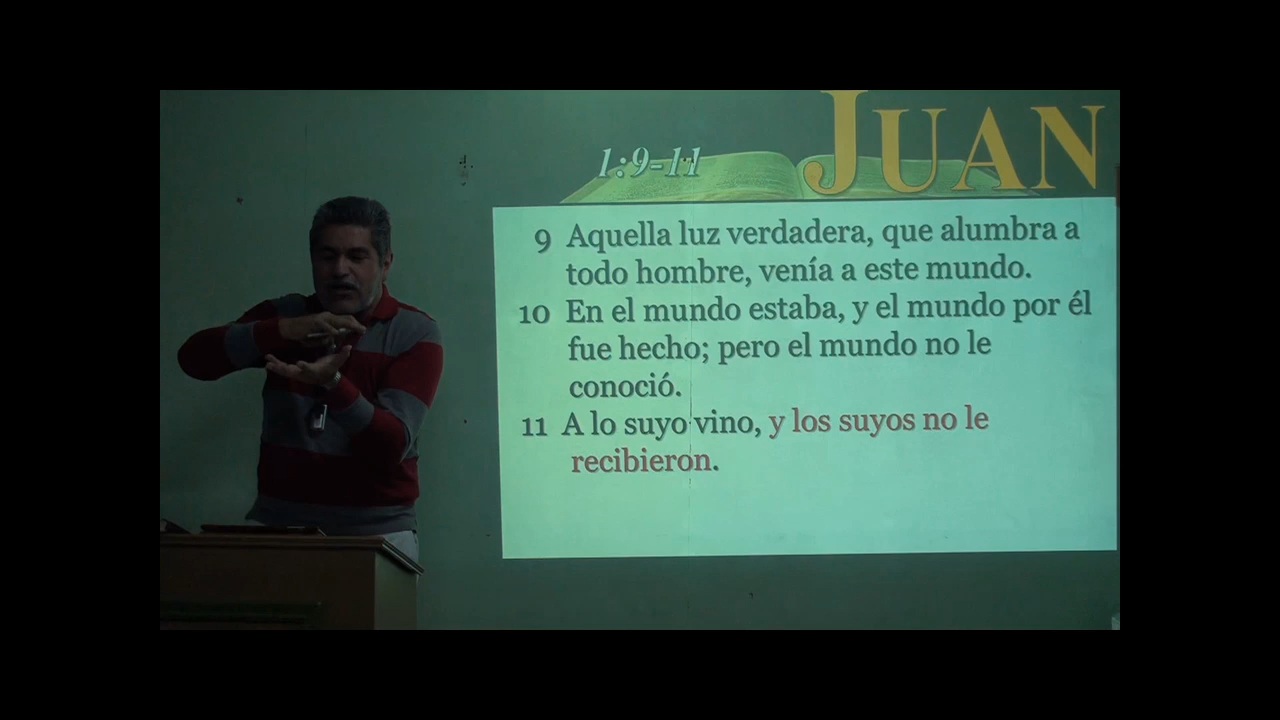 JUAN
1:9-11
9 Aquella luz verdadera, que alumbra a
todo hombre, venía a este mundo.
10 En el mundo estaba, y el mundo por él
fue hecho; pero el mundo no le
conoció.
11 A lo suyo vino, y los suyos no le
recibieron.